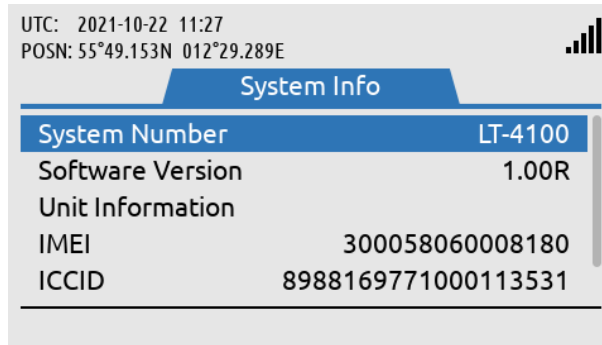 UTC: 2021-10-22 11:27
POSN: 55°49.153N 012°29.289E
System Info
System Number LT-4100
Software Version 1.00R
Unit Information
IMEI 300058060008180
ICCID 8988169771000113531